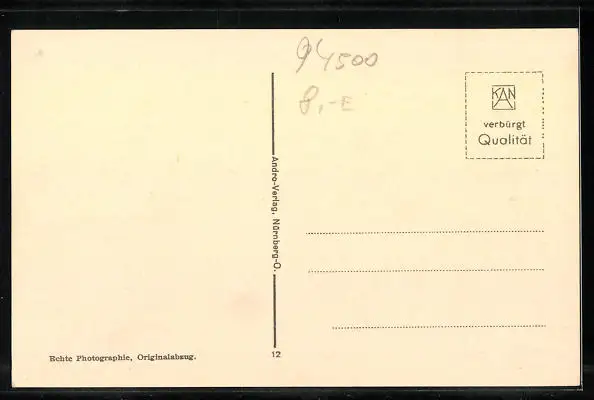 94500
8,-E
KAN
verbürgt
Qualität
Andro-Verlag, Nürnberg-O.
Echte Photographie, Originalabzug.
12